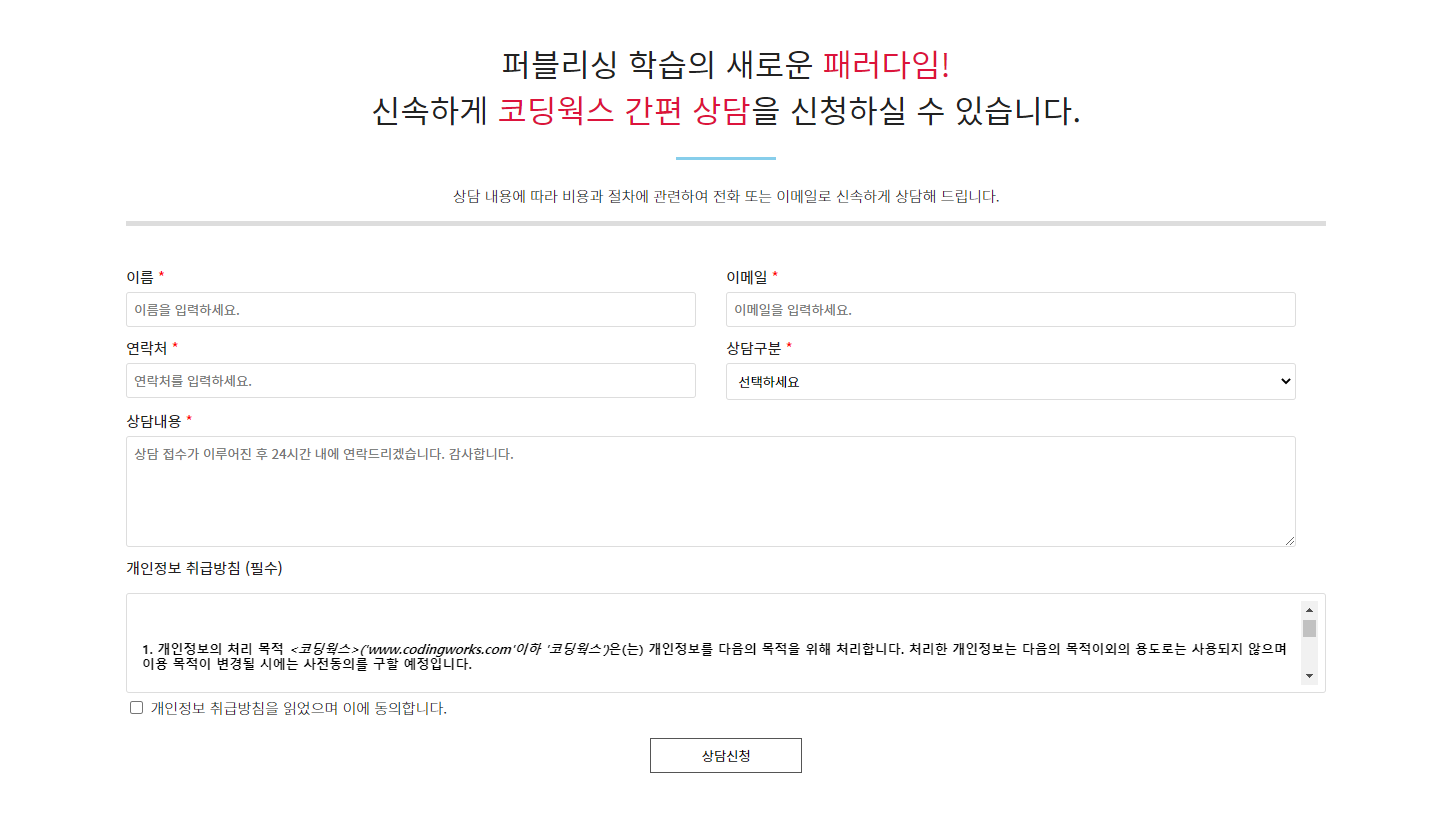 퍼블리싱 학습의 새로운 패러다임!
신속하게 코딩웍스 간편 상담을 신청하실 수 있습니다.
상담 내용에 따라 비용과 절차에 관련하여 전화 또는 이메일로 신속하게 상담해 드립니다.
이름 *
이름을 입력하세요.
이메일 *
이메일을 입력하세요.
연락처 *
연락처를 입력하세요.
상담구분 *
선택하세요
상담내용 *
상담 접수가 이루어진 후 24시간 내에 연락드리겠습니다. 감사합니다.
개인정보 취급방침 (필수)
1. 개인정보의 처리 목적 <코딩웍스>('www.codingworks.com'이하 '코딩웍스')은(는) 개인정보를 다음의 목적을 위해 처리합니다. 처리한 개인정보는 다음의 목적이외의 용도로는 사용되지 않으며
이용 목적이 변경될 시에는 사전동의를 구할 예정입니다.
개인정보 취급방침을 읽었으며 이에 동의합니다.
상담신청